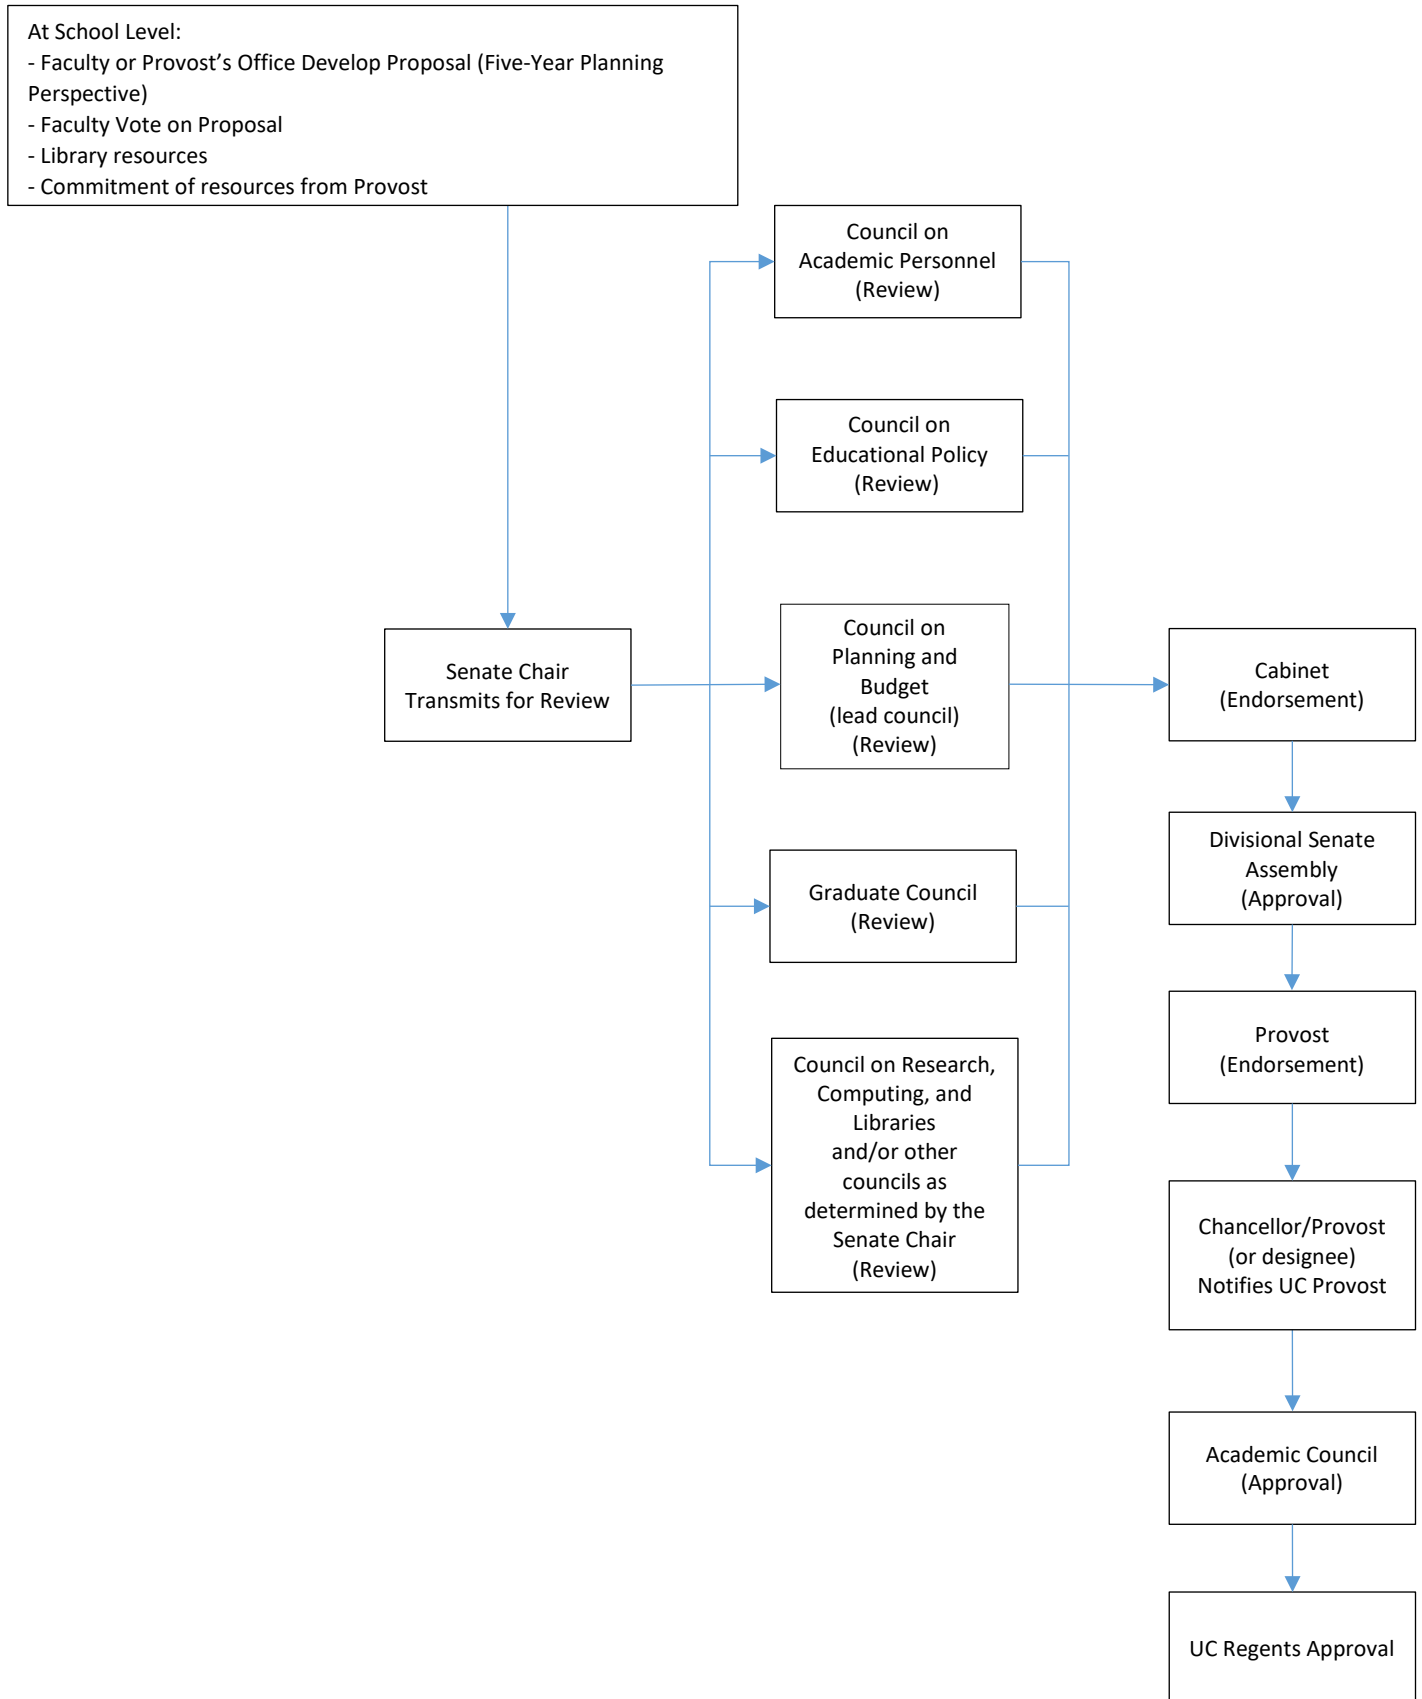 At School Level:
- Faculty or Provost’s Office Develop Proposal (Five-Year Planning
Perspective)
- Faculty Vote on Proposal
- Library resources
- Commitment of resources from Provost
Senate Chair
Transmits for Review
Council on
Academic Personnel
(Review)
Council on
Educational Policy
(Review)
Council on
Planning and
Budget
(lead council)
(Review)
Graduate Council
(Review)
Council on Research,
Computing, and
Libraries
and/or other
councils as
determined by the
Senate Chair
(Review)
Cabinet
(Endorsement)
Divisional Senate
Assembly
(Approval)
Provost
(Endorsement)
Chancellor/Provost
(or designee)
Notifies UC Provost
Academic Council
(Approval)
UC Regents Approval